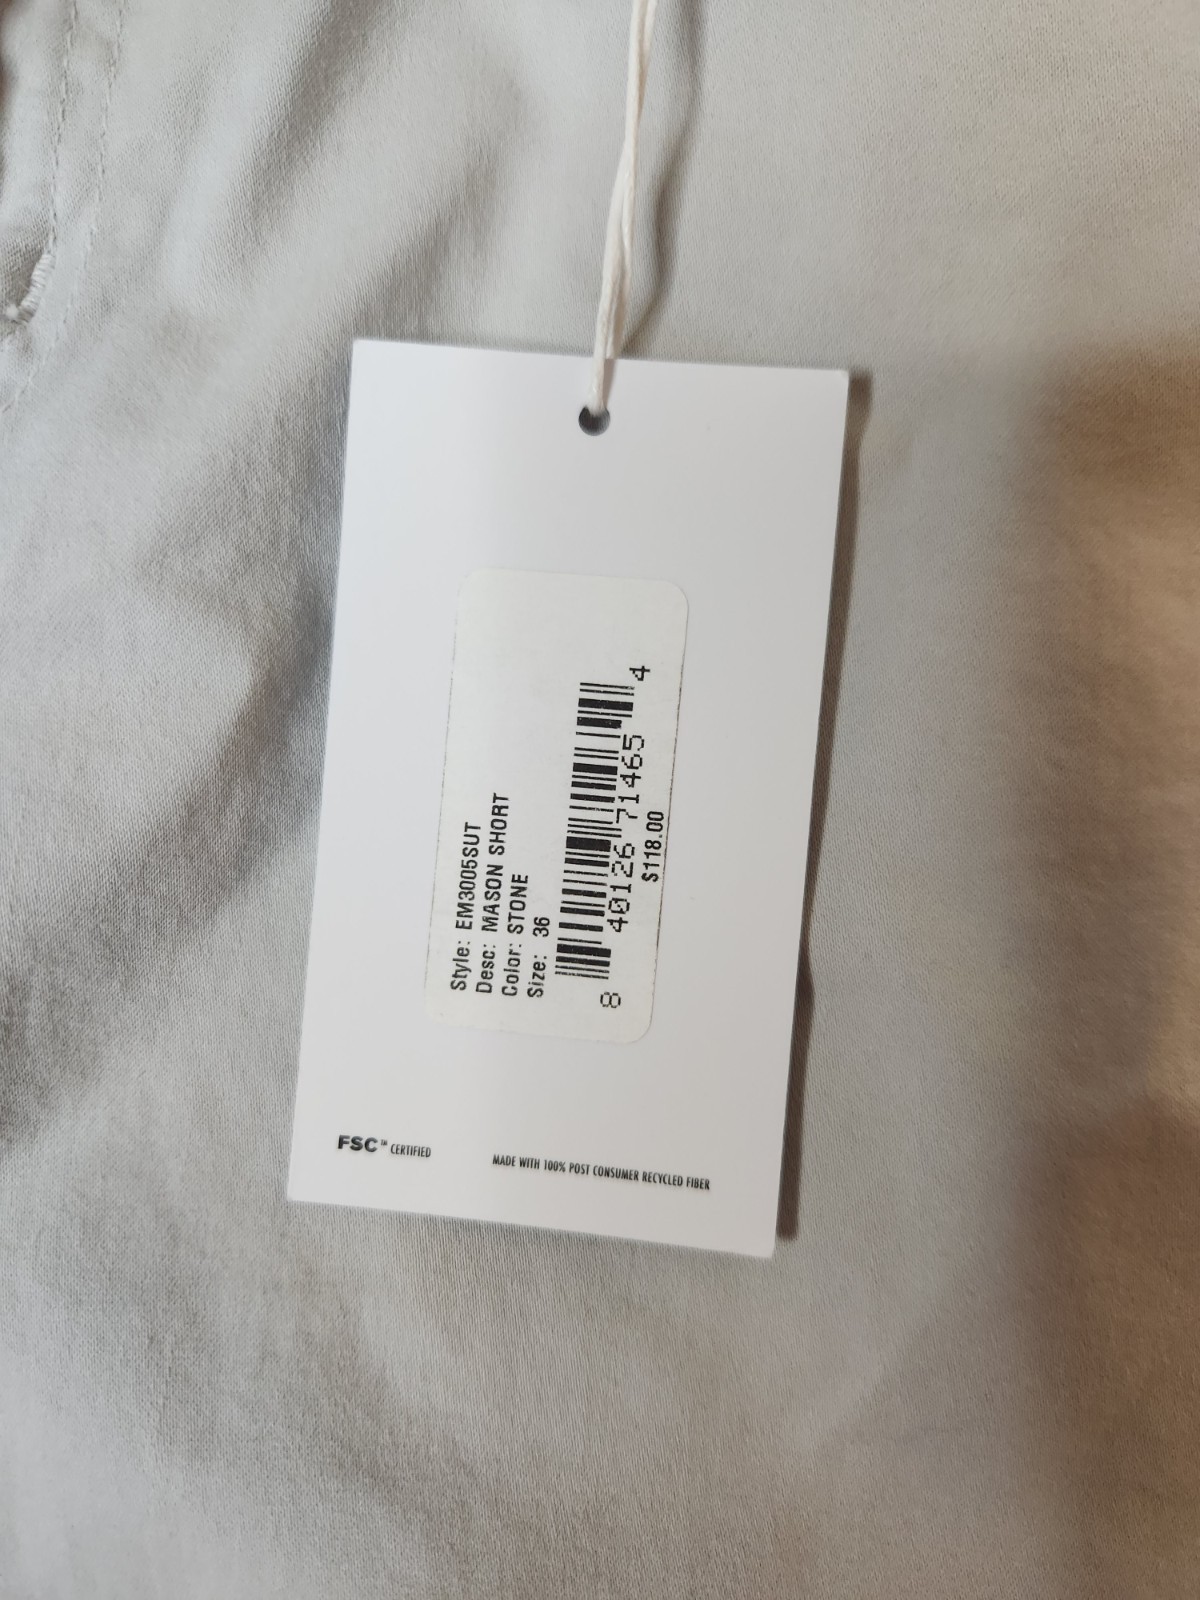 Style: EM3005SUT
Desc: MASON SHORT
Color: STONE
Size: 36
8 40126 71465 4
$118.00
FSC™ CERTIFIED
MADE WITH 100% POST CONSUMER RECYCLED FIBER